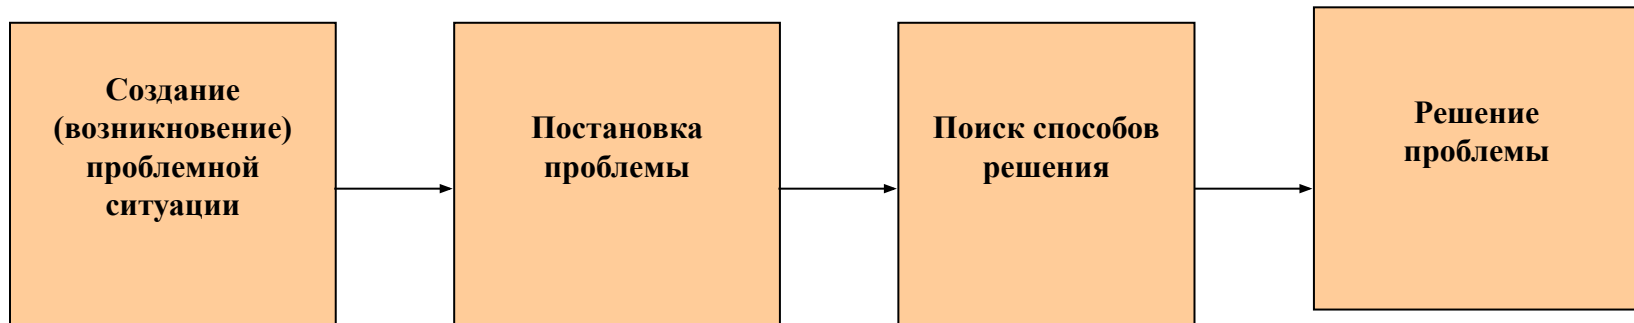 Создание
(возникновение)
проблемной
ситуации
Постановка
проблемы
Поиск способов
решения
Решение
проблемы